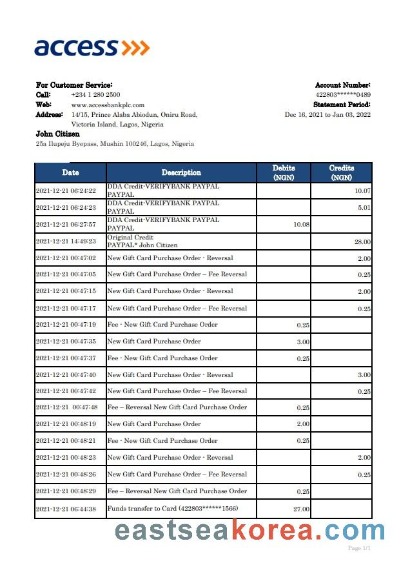 access
For Customer Service:
Call: +234 1 280 2500
Web: www.accessbankplc.com
Address: 14/15, Prince Alaba Abiodun, Oniru Road,
Victoria Island, Lagos, Nigeria
Account Number:
422803******0489
Statement Period:
Dec 16, 2021 to Jan 03, 2022
John Citizen
25a Ilupeju Byepass, Mushin 100246, Lagos, Nigeria
Date Description Debits (NGN) Credits (NGN)
2021-12-21 06:24:22 DDA Credit-VERIFYBANK PAYPAL PAYPAL 10.07
2021-12-21 06:24:23 DDA Credit-VERIFYBANK PAYPAL PAYPAL 5.01
2021-12-21 06:27:57 DDA Credit-VERIFYBANK PAYPAL PAYPAL 10.08
2021-12-21 14:49:23 Original Credit PAYPAL* John Citizen 28.00
2021-12-21 00:47:02 New Gift Card Purchase Order - Reversal 2.00
2021-12-21 00:47:05 New Gift Card Purchase Order – Fee Reversal 0.25
2021-12-21 00:47:15 New Gift Card Purchase Order - Reversal 2.00
2021-12-21 00:47:17 New Gift Card Purchase Order – Fee Reversal 0.25
2021-12-21 00:47:19 Fee - New Gift Card Purchase Order 0.25
2021-12-21 00:47:35 New Gift Card Purchase Order 3.00
2021-12-21 00:47:37 Fee - New Gift Card Purchase Order 0.25
2021-12-21 00:47:40 New Gift Card Purchase Order - Reversal 3.00
2021-12-21 00:47:42 New Gift Card Purchase Order – Fee Reversal 0.25
2021-12-21 00:47:48 Fee – Reversal New Gift Card Purchase Order 0.25
2021-12-21 00:48:19 New Gift Card Purchase Order 2.00
2021-12-21 00:48:21 Fee - New Gift Card Purchase Order 0.25
2021-12-21 00:48:23 New Gift Card Purchase Order - Reversal 2.00
2021-12-21 00:48:26 New Gift Card Purchase Order – Fee Reversal 0.25
2021-12-21 00:48:29 Fee – Reversal New Gift Card Purchase Order 0.25
2021-12-21 06:44:38 Funds transfer to Card (422803******1566) 27.00
eastseakorea.com
Page 1/1